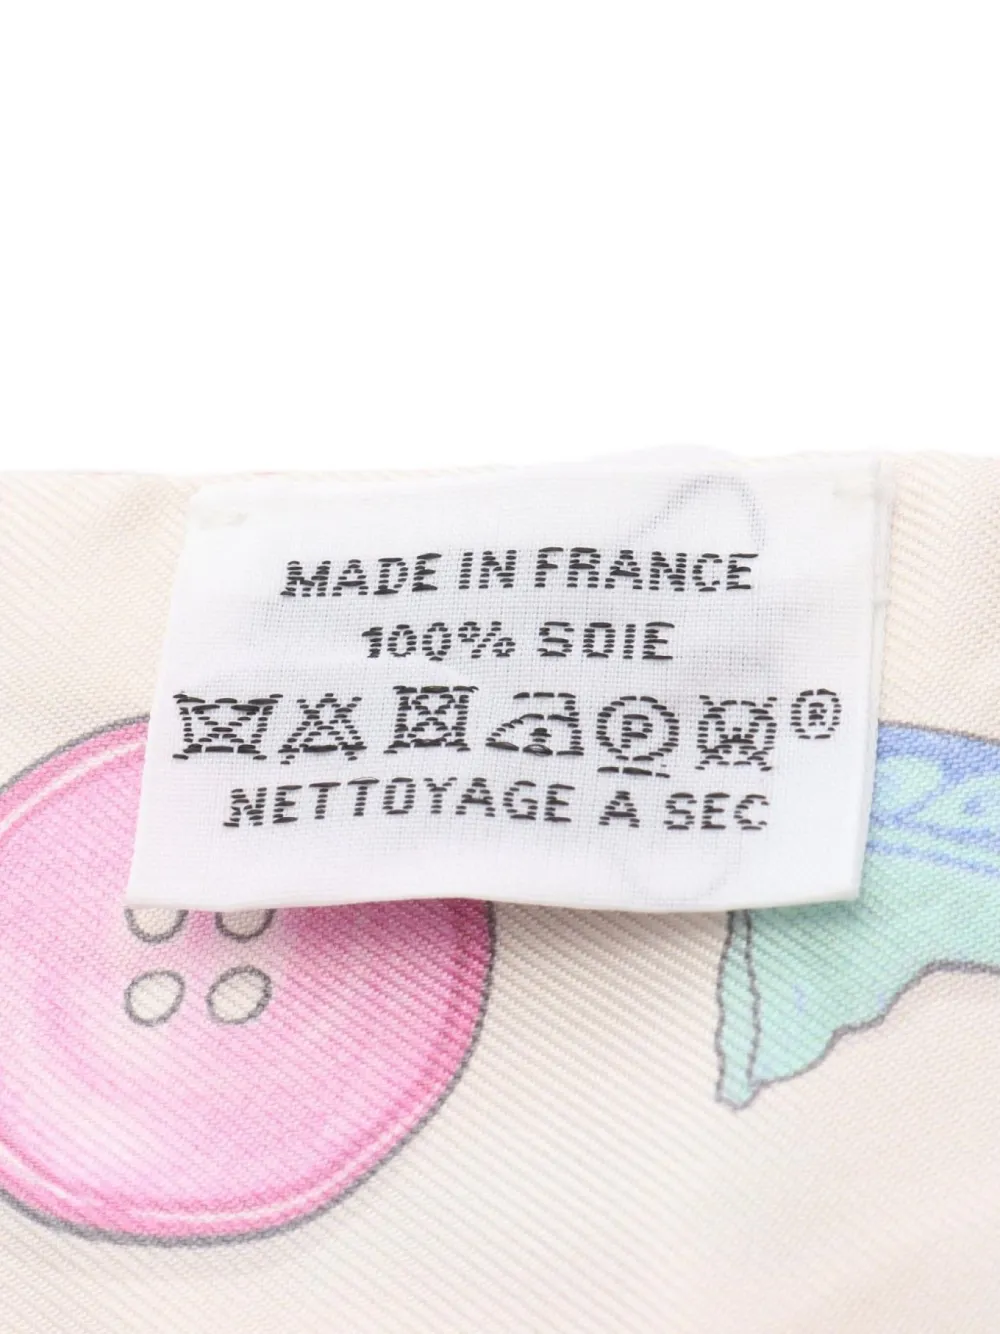 MADE IN FRANCE
100% SOIE
P ®
NETTOYAGE A SEC